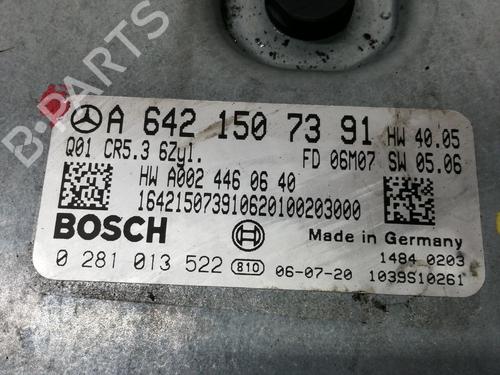 B-PARTS
A 642 150 73 91 HW 40.05
Q01 CR5.3 6Zyl. FD 06M07 SW 05.06
HW A002 446 06 40
164215073910620100203000
BOSCH Made in Germany
0 281 013 522 810 06-07-20 1484 0203
1039S10261